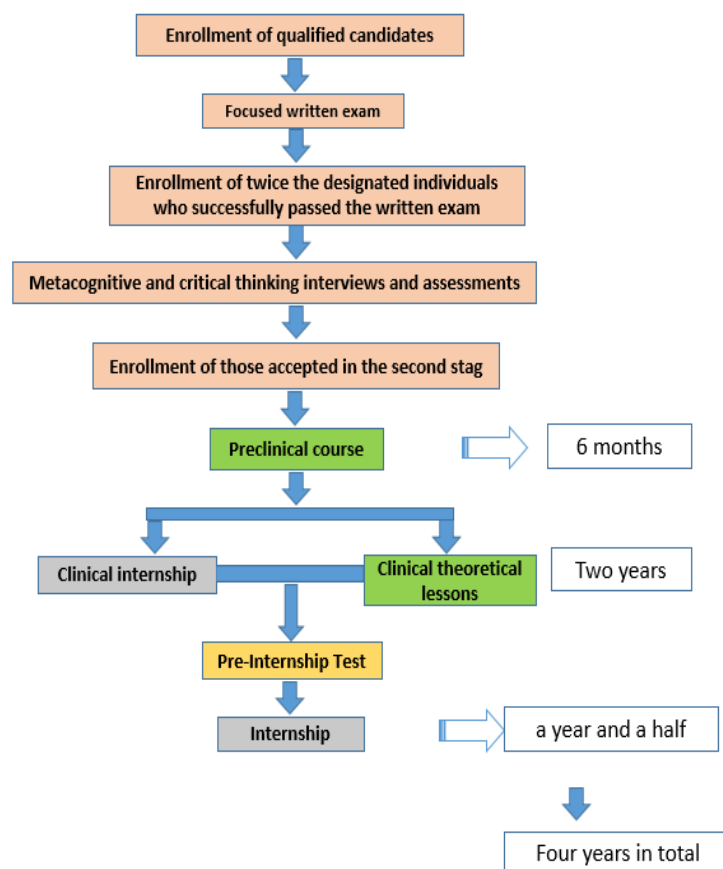 Enrollment of qualified candidates
Focused written exam
Enrollment of twice the designated individuals
who successfully passed the written exam
Metacognitive and critical thinking interviews and assessments
Enrollment of those accepted in the second stag
Preclinical course
6 months
Clinical internship
Clinical theoretical
lessons
Two years
Pre-Internship Test
Internship
a year and a half
Four years in total